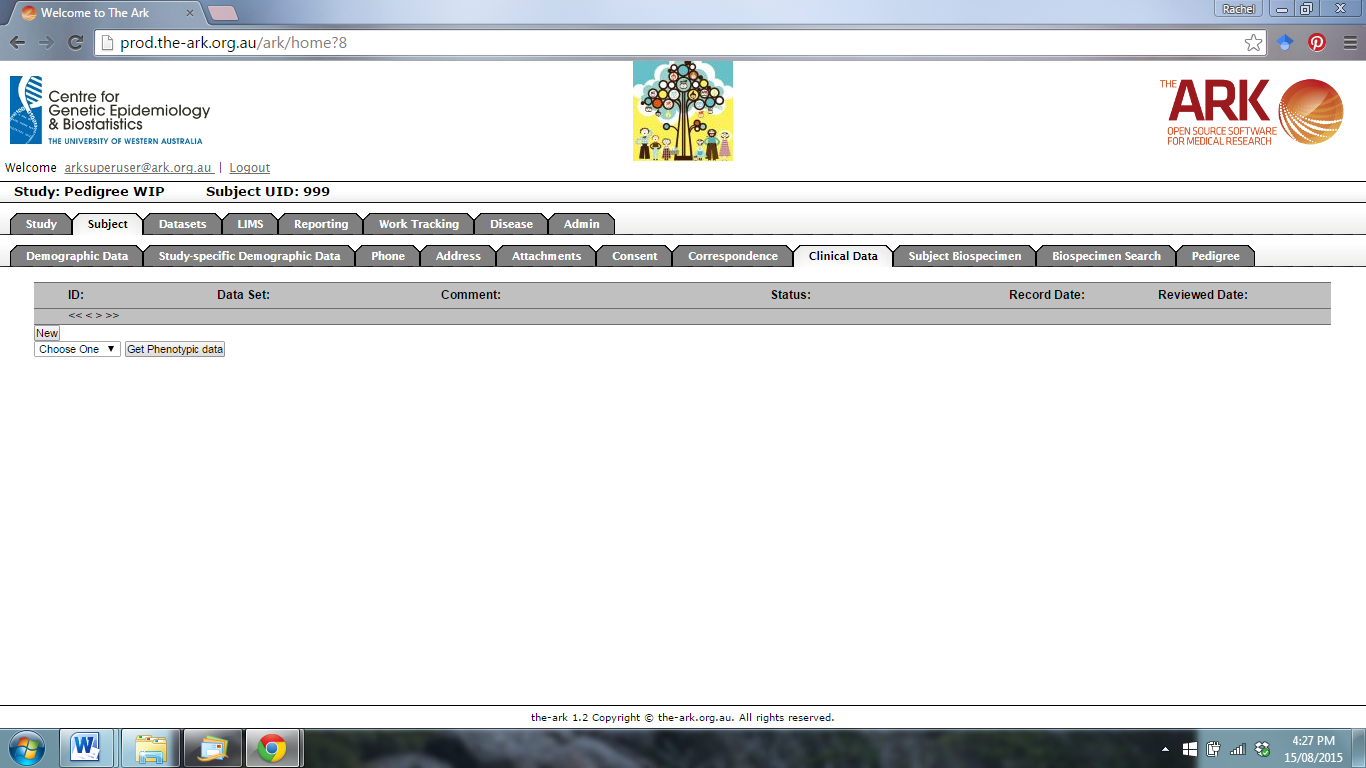 Welcome to The Ark
Rachel
prod.the-ark.org.au/ark/home?8
Centre for
Genetic Epidemiology
& Biostatistics
THE UNIVERSITY OF WESTERN AUSTRALIA
THE ARK
OPEN SOURCE SOFTWARE
FOR MEDICAL RESEARCH
Welcome arksuperuser@ark.org.au | Logout
Study: Pedigree WIP Subject UID: 999
Study Subject Datasets LIMS Reporting Work Tracking Disease Admin
Demographic Data Study-specific Demographic Data Phone Address Attachments Consent Correspondence Clinical Data Subject Biospecimen Biospecimen Search Pedigree
ID: Data Set: Comment: Status: Record Date: Reviewed Date:
<< < > >>
New
Choose One Get Phenotypic data
the-ark 1.2 Copyright © the-ark.org.au. All rights reserved.
4:27 PM
15/08/2015